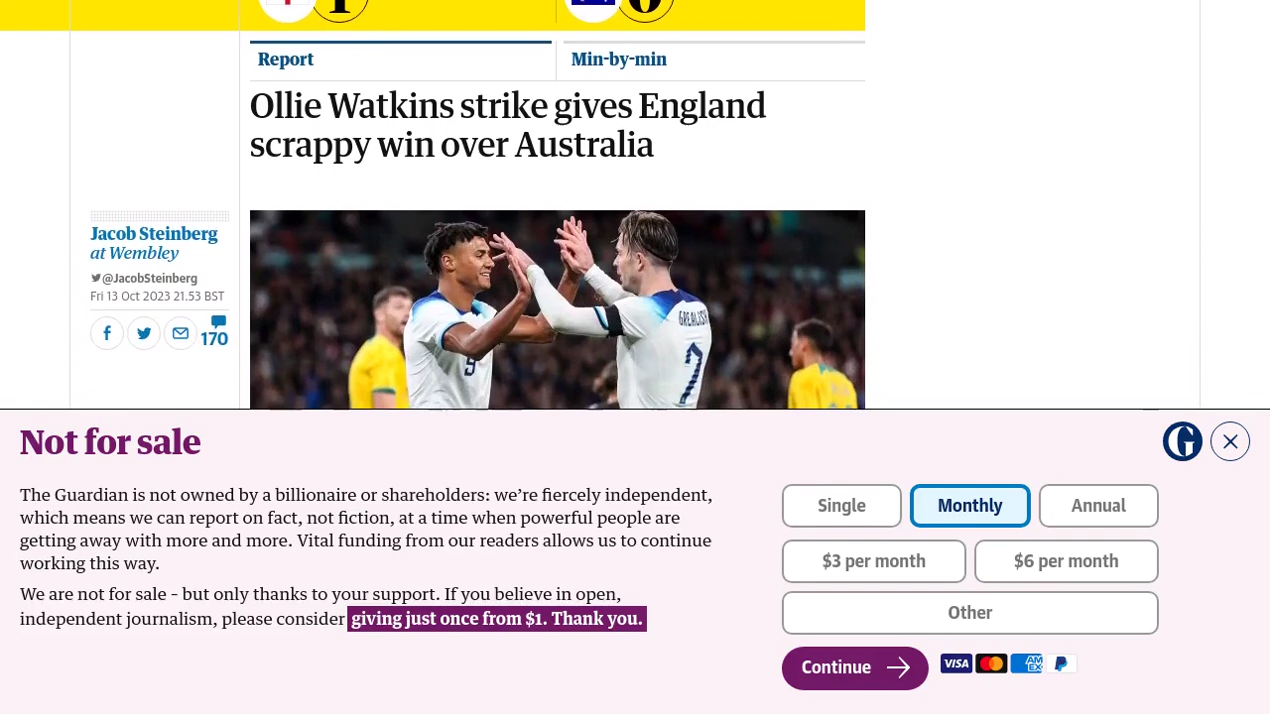 1 0
Report Min-by-min
Ollie Watkins strike gives England
scrappy win over Australia
Jacob Steinberg
at Wembley
@JacobSteinberg
Fri 13 Oct 2023 21.53 BST
170
9
GREALISH
7
Not for sale
G
The Guardian is not owned by a billionaire or shareholders: we’re fiercely independent,
which means we can report on fact, not fiction, at a time when powerful people are
getting away with more and more. Vital funding from our readers allows us to continue
working this way.
We are not for sale – but only thanks to your support. If you believe in open,
independent journalism, please consider giving just once from $1. Thank you.
Single Monthly Annual
$3 per month $6 per month
Other
Continue VISA AMEX